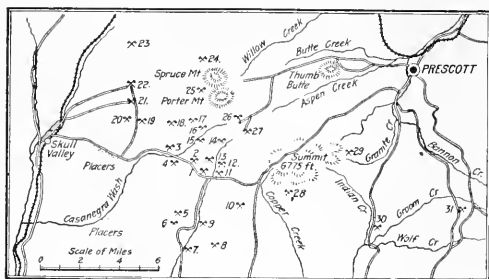 23
24.
Willow Creek
Butte Creek
Spruce Mt
Thumb
Butte
PRESCOTT
22.
25
Porter Mt
Aspen Creek
21.
20
19
18.
17
16
26
27
Skull
Valley
15
14
3
2
13
12.
4
1
11
Summit
6775 ft
29
Granite Cr
Bannon
Cr.
Placers
Casanegra Wash
Placers
Indian Cr
28
10
Copper Creek
5
6
9
Groom Cr
31
30
Wolf Cr
7.
8
Scale of Miles
0 2 4 6